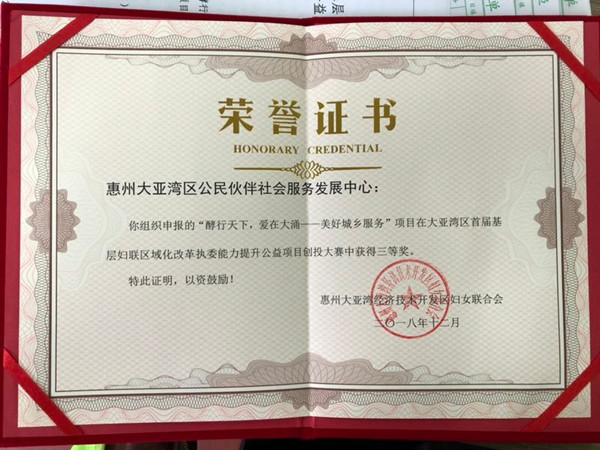 荣誉证书
HONORARY CREDENTIAL
惠州大亚湾区公民伙伴社会服务发展中心：
你组织申报的“酵行天下，爱在大涌——美好城乡服务”项目在大亚湾区首届基
层妇联区域化改革执委能力提升公益项目创投大赛中获得三等奖。
特此证明，以资鼓励！
惠州大亚湾经济技术开发区妇女联合会
二〇一八年十二月